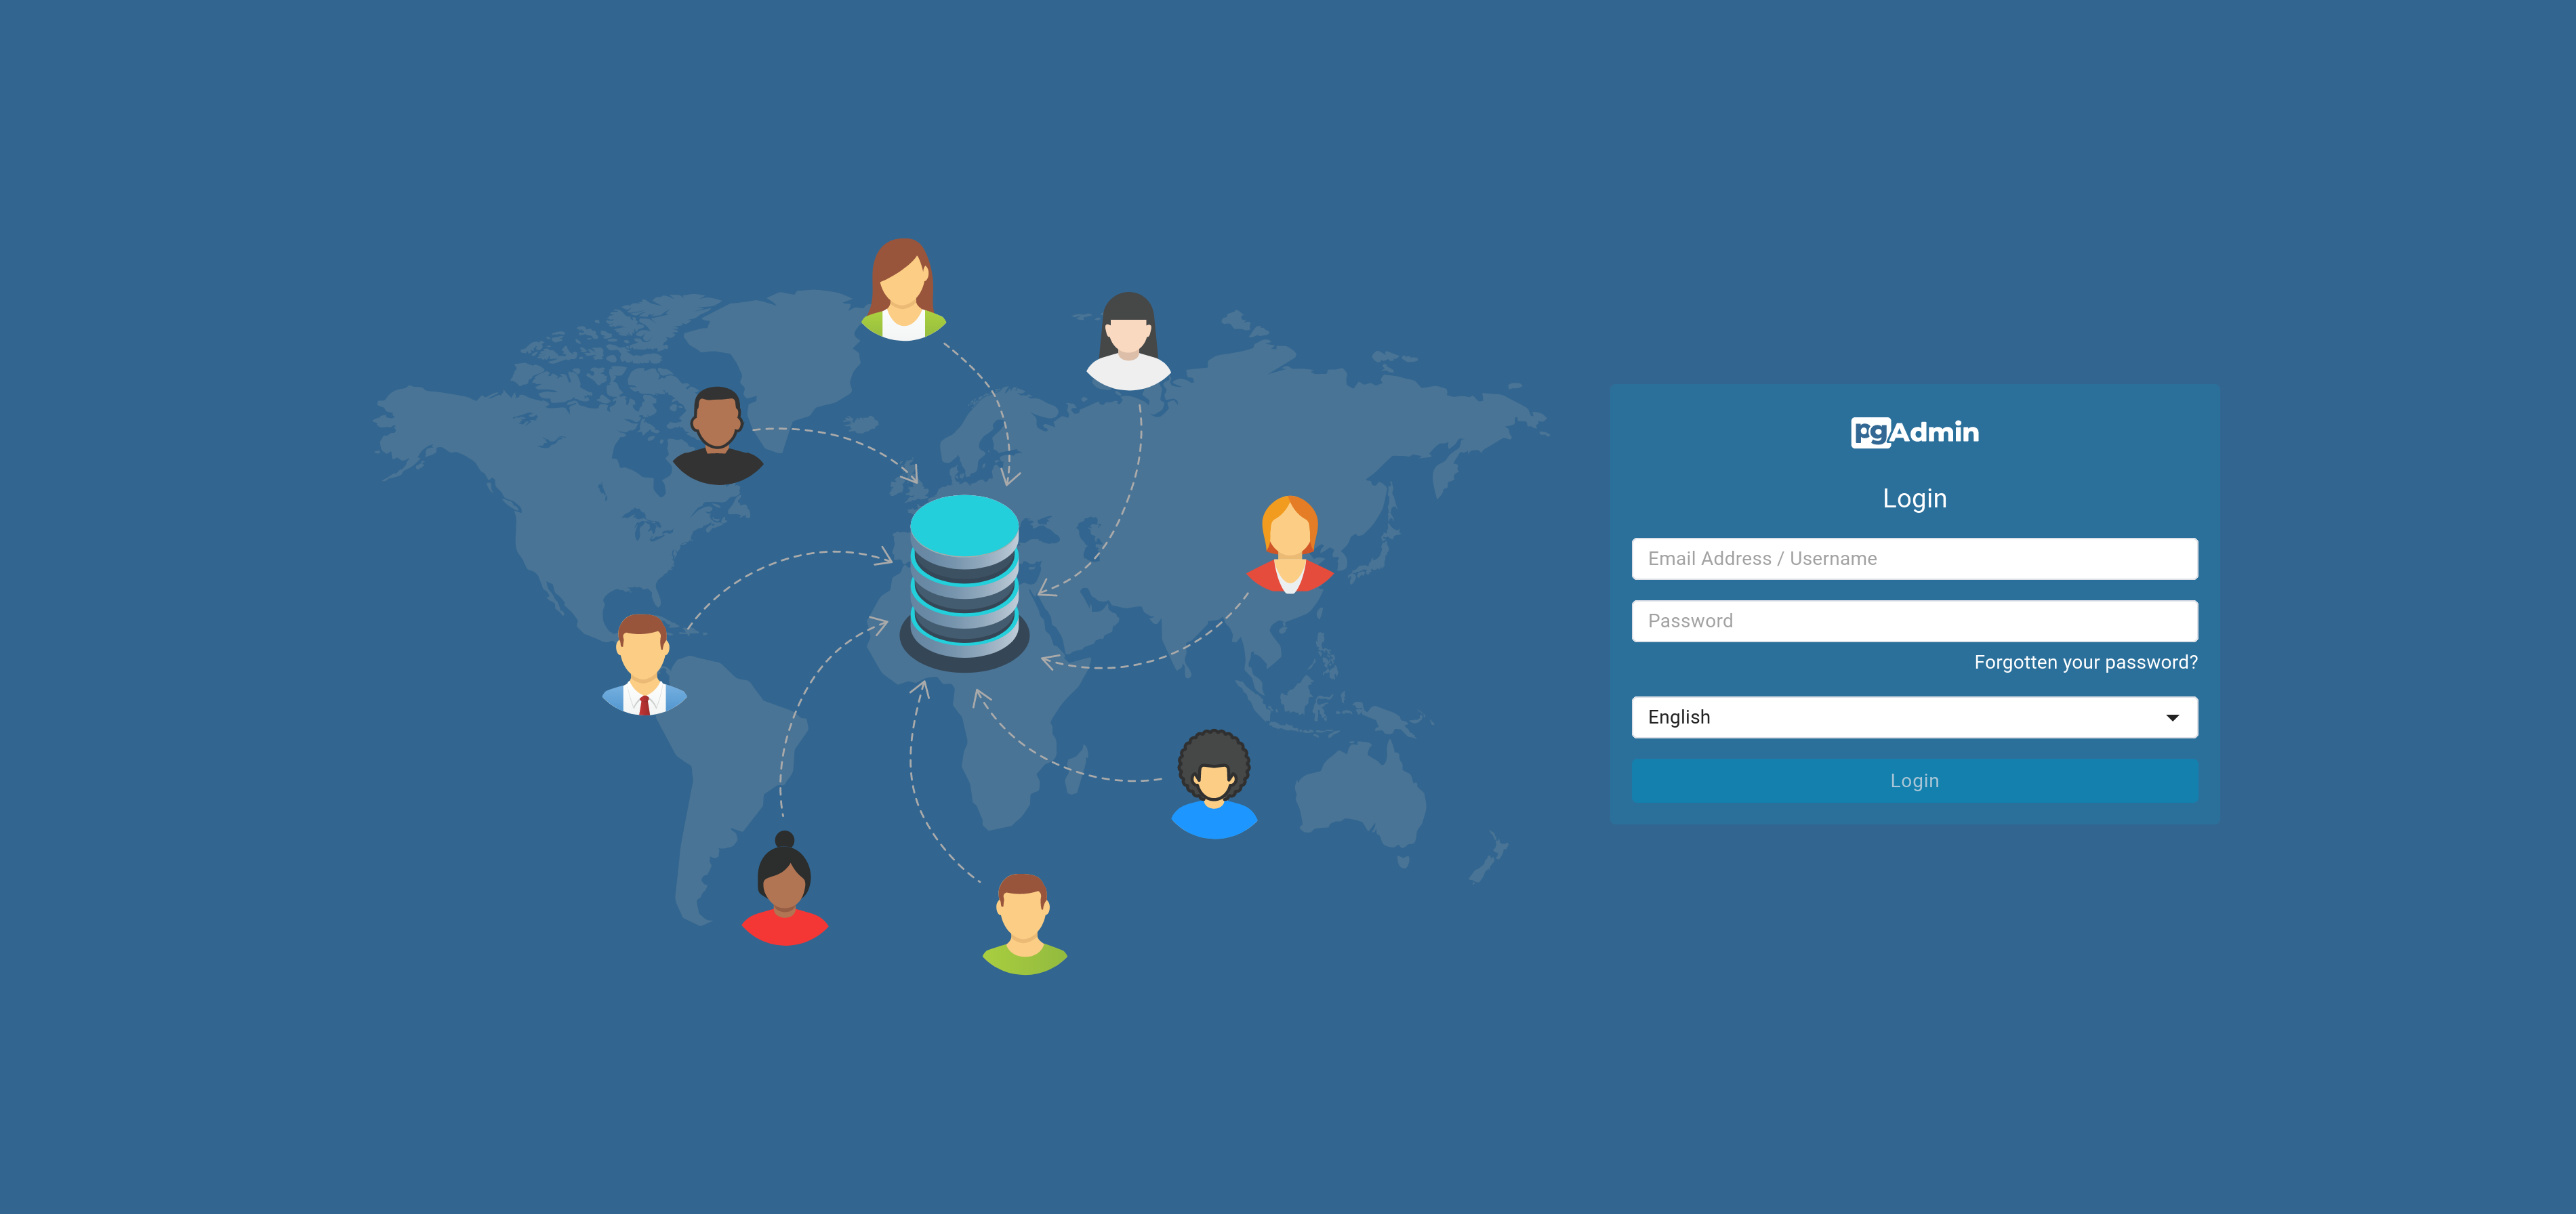 pgAdmin
Login
Email Address / Username
Password
Forgotten your password?
English
Login